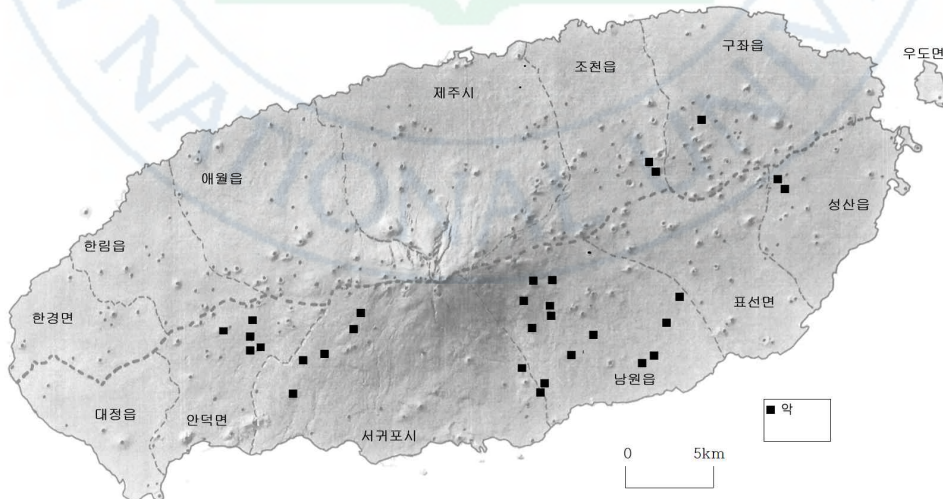 구좌읍
우도면
조천읍
제주시
애월읍
성산읍
한림읍
표선면
한경면
남원읍
악
대정읍
안덕면
서귀포시
0 5km
NATIONAL UNI